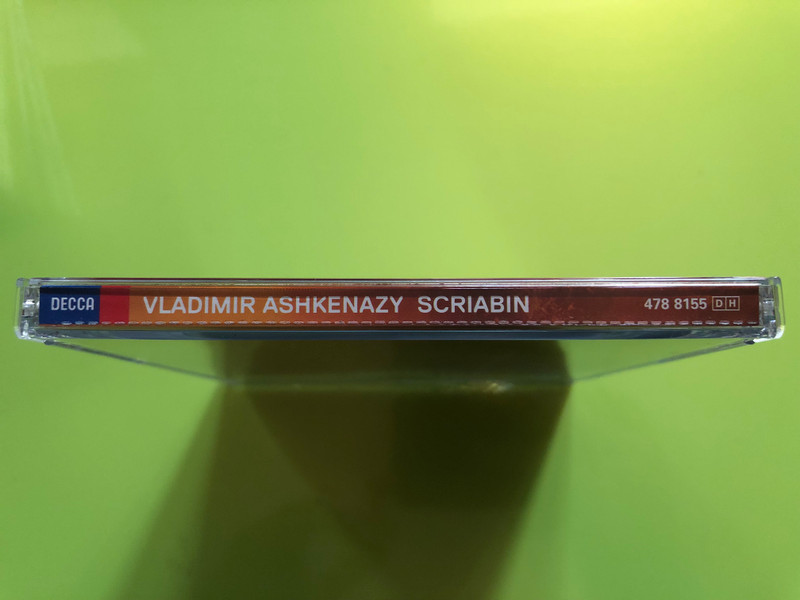 DECCA VLADIMIR ASHKENAZY SCRIABIN 478 8155 DH